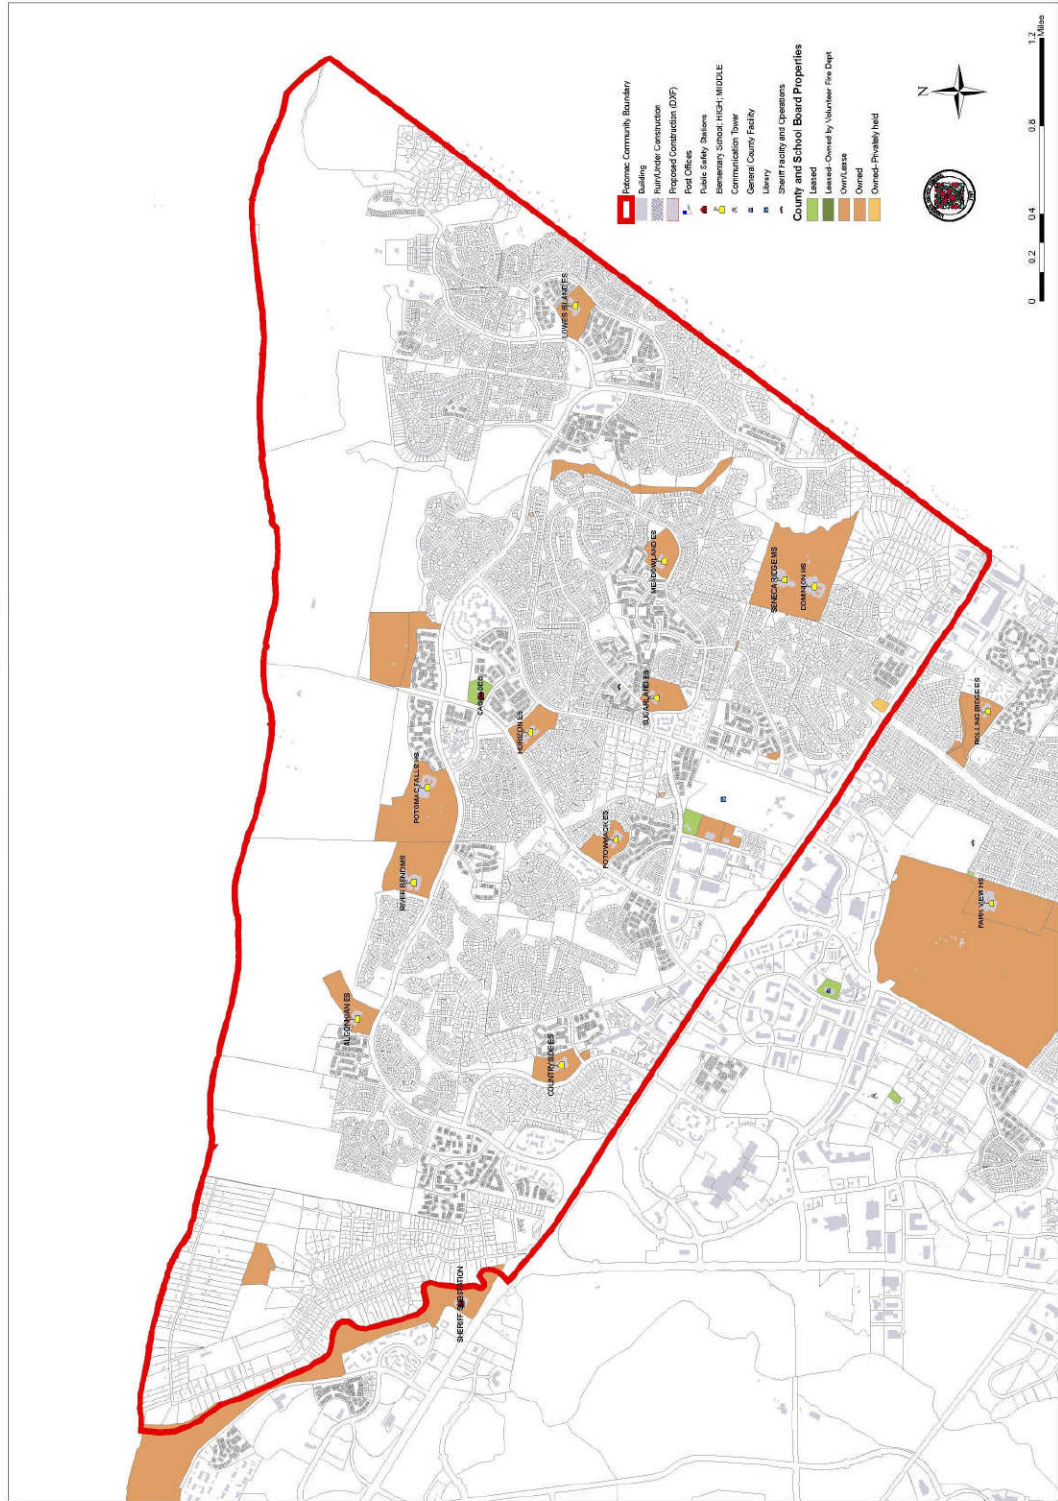 LOWES ISLAND ES
MEADOWLAND ES
SENECA RIDGE MS
DOMINION HS
SUGARLAND ES
HORIZON ES
POTOMAC FALLS HS
RIVER BEND MS
POTOWMACK ES
ALGONKIAN ES
COUNTRYSIDE ES
SHERIFF SUBSTATION
ROLLING RIDGE ES
PARK VIEW HS
Potomac Community Boundary
Building
Ruin/Under Construction
Proposed Construction (DXF)
Post Offices
Public Safety Stations
Elementary School; HIGH; MIDDLE
Communication Tower
General County Facility
Library
Sheriff Facility and Operations
County and School Board Properties
Leased
Leased--Owned by Volunteer Fire Dept
Own/Lease
Owned
Owned--Privately held
N
0 0.2 0.4 0.8 1.2
Miles